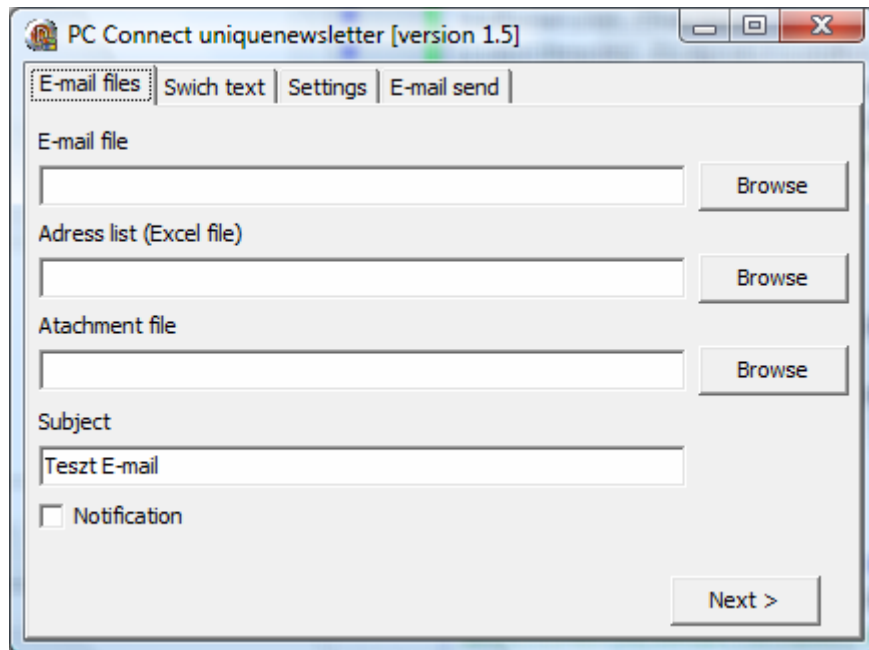 PC Connect uniquenewsletter [version 1.5]
E-mail files Swich text Settings E-mail send
E-mail file
Browse
Adress list (Excel file)
Browse
Atachment file
Browse
Subject
Teszt E-mail
Notification
Next >